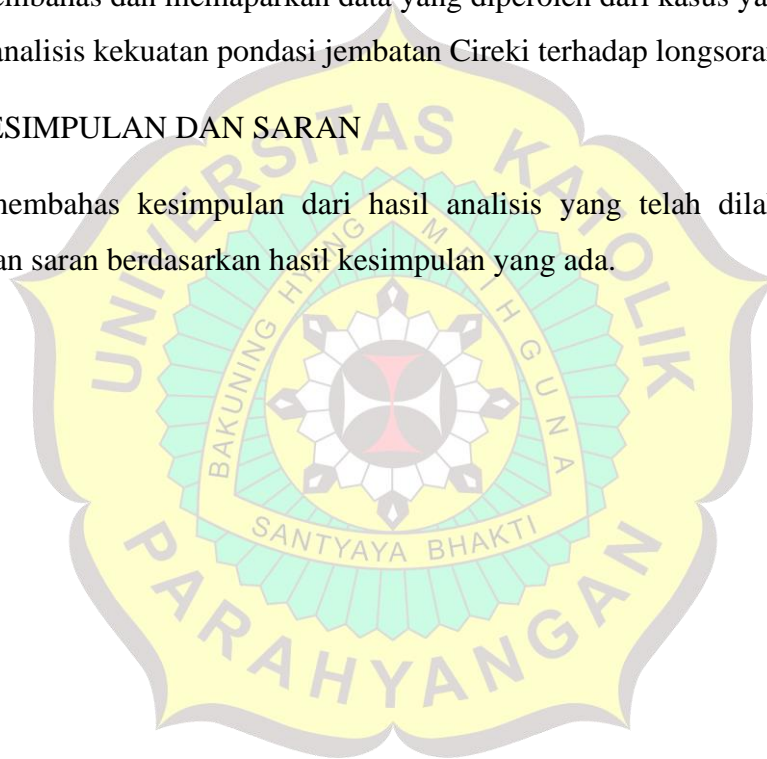 embahas dan memaparkan data yang diperoleh dari kasus ya
analisis kekuatan pondasi jembatan Cireki terhadap longsora
ESIMPULAN DAN SARAN
membahas kesimpulan dari hasil analisis yang telah dila
an saran berdasarkan hasil kesimpulan yang ada.
UNIVERSITAS KATOLIK
BAKUNING HYANG MRIH GUNA
SANTYAYA BHAKTI
PARAHYANGAN